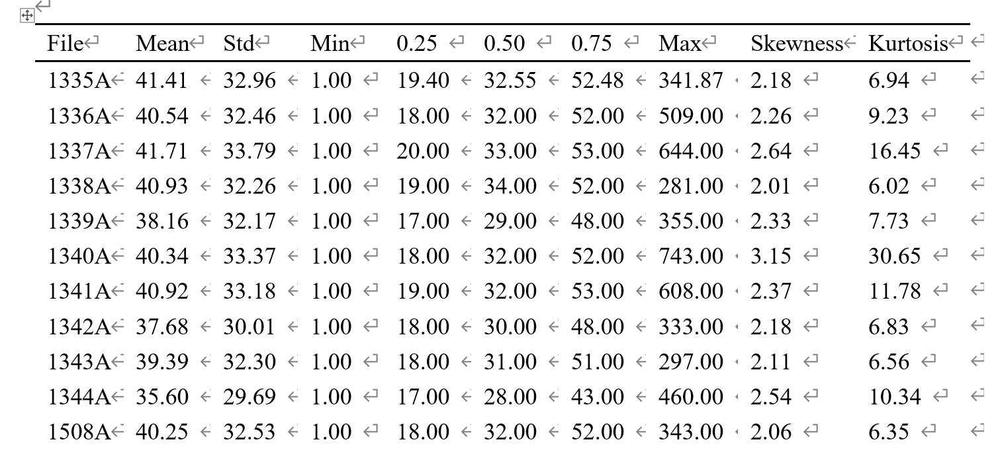 File Mean Std Min 0.25 0.50 0.75 Max Skewness Kurtosis
1335A 41.41 32.96 1.00 19.40 32.55 52.48 341.87 2.18 6.94
1336A 40.54 32.46 1.00 18.00 32.00 52.00 509.00 2.26 9.23
1337A 41.71 33.79 1.00 20.00 33.00 53.00 644.00 2.64 16.45
1338A 40.93 32.26 1.00 19.00 34.00 52.00 281.00 2.01 6.02
1339A 38.16 32.17 1.00 17.00 29.00 48.00 355.00 2.33 7.73
1340A 40.34 33.37 1.00 18.00 32.00 52.00 743.00 3.15 30.65
1341A 40.92 33.18 1.00 19.00 32.00 53.00 608.00 2.37 11.78
1342A 37.68 30.01 1.00 18.00 30.00 48.00 333.00 2.18 6.83
1343A 39.39 32.30 1.00 18.00 31.00 51.00 297.00 2.11 6.56
1344A 35.60 29.69 1.00 17.00 28.00 43.00 460.00 2.54 10.34
1508A 40.25 32.53 1.00 18.00 32.00 52.00 343.00 2.06 6.35